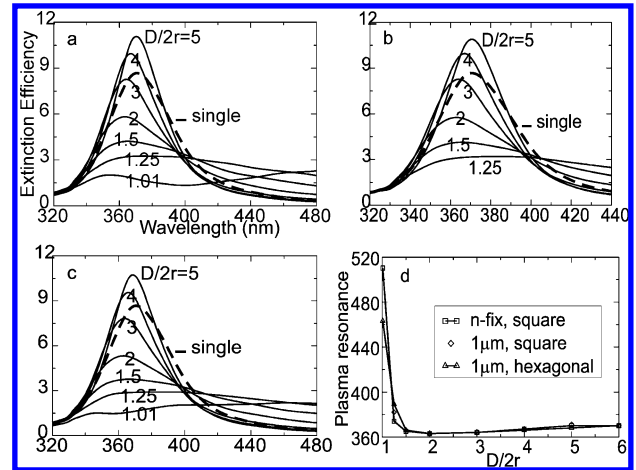 a
D/2r=5
4
3
2
1.5
1.25
1.01
single
Extinction Efficiency
12
9
6
3
0
320 360 400 440 480
Wavelength (nm)
b
D/2r=5
4
3
2
1.5
1.25
single
12
9
6
3
0
320 340 360 380 400 420 440
c
D/2r=5
4
3
2
1.5
1.25
1.01
single
12
9
6
3
0
320 360 400 440 480
d
n-fix, square
1μm, square
1μm, hexagonal
Plasma resonance
520
480
440
400
360
1 2 3 4 5 6
D/2r